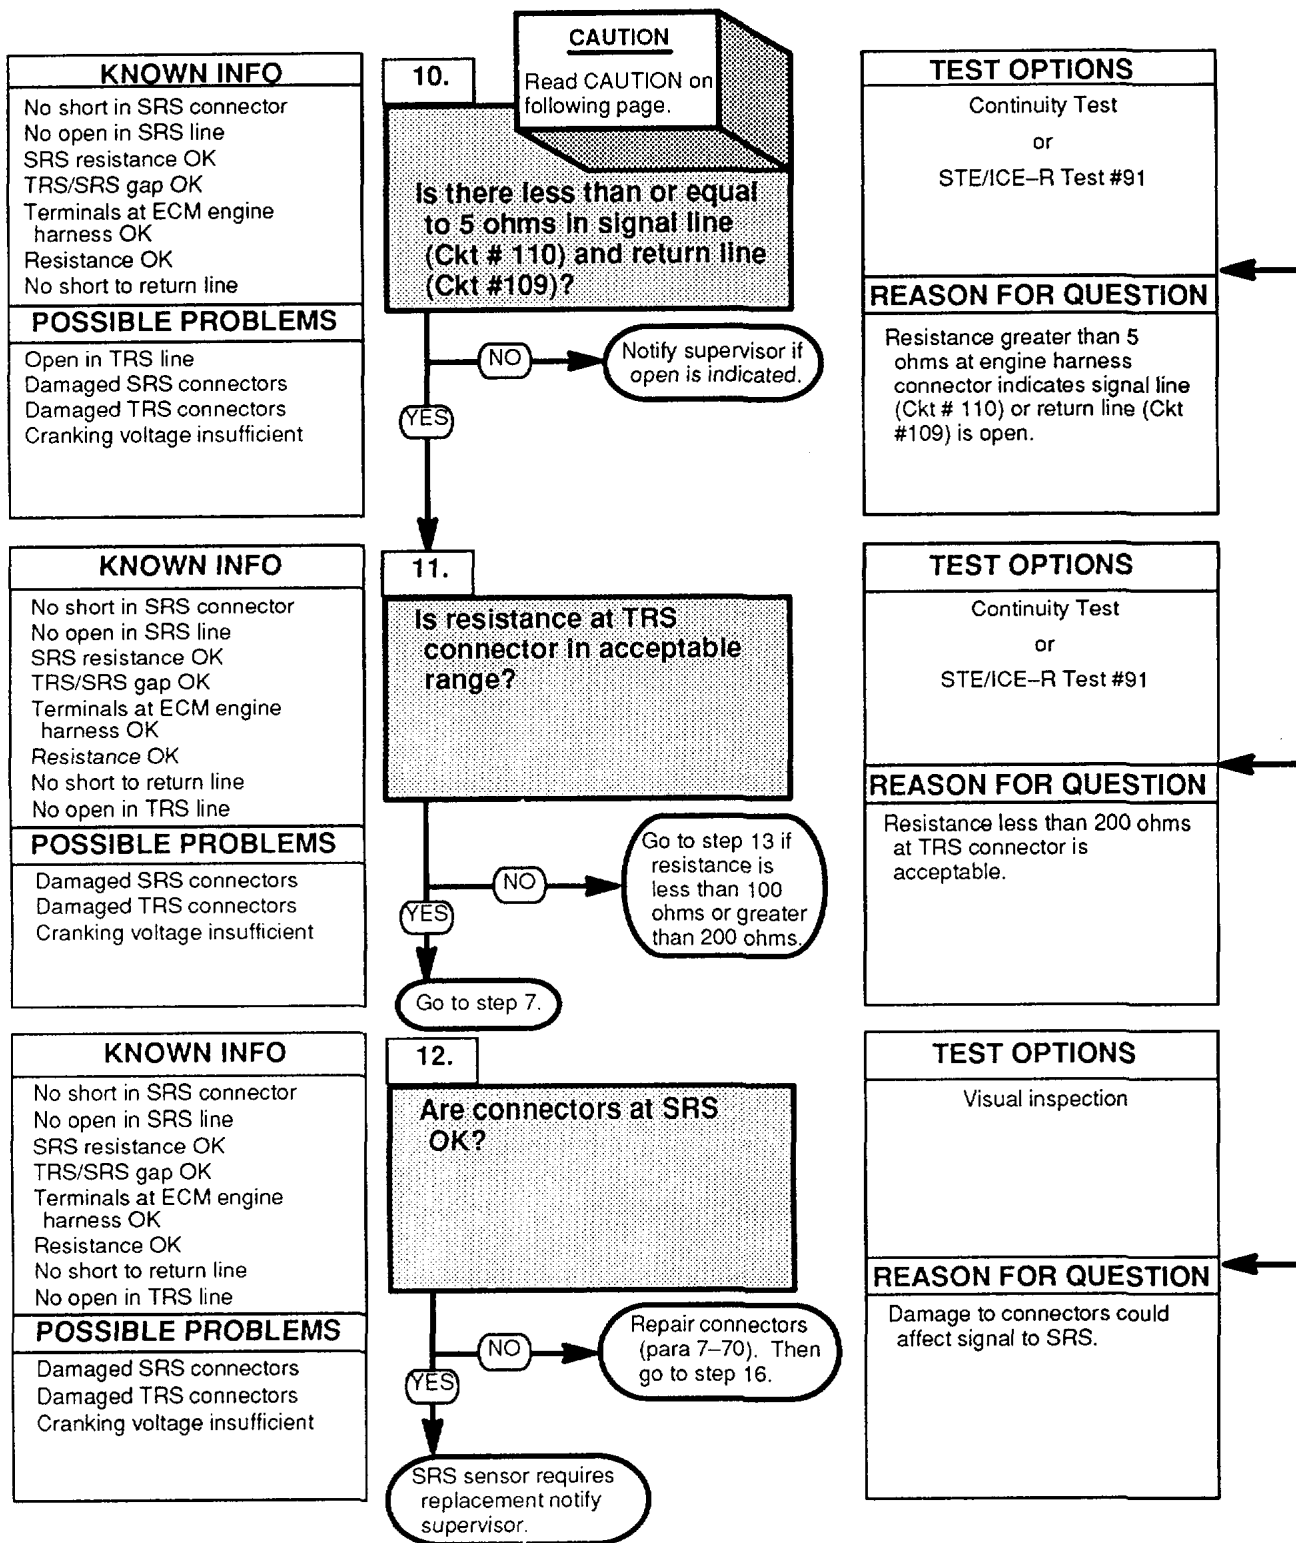 KNOWN INFO
No short in SRS connector
No open in SRS line
SRS resistance OK
TRS/SRS gap OK
Terminals at ECM engine
harness OK
Resistance OK
No short to return line
POSSIBLE PROBLEMS
Open in TRS line
Damaged SRS connectors
Damaged TRS connectors
Cranking voltage insufficient
10.
CAUTION
Read CAUTION on
following page.
Is there less than or equal
to 5 ohms in signal line
(Ckt # 110) and return line
(Ckt #109)?
NO
Notify supervisor if
open is indicated.
YES
TEST OPTIONS
Continuity Test
or
STE/ICE–R Test #91
REASON FOR QUESTION
Resistance greater than 5
ohms at engine harness
connector indicates signal line
(Ckt # 110) or return line (Ckt
#109) is open.
KNOWN INFO
No short in SRS connector
No open in SRS line
SRS resistance OK
TRS/SRS gap OK
Terminals at ECM engine
harness OK
Resistance OK
No short to return line
No open in TRS line
POSSIBLE PROBLEMS
Damaged SRS connectors
Damaged TRS connectors
Cranking voltage insufficient
11.
Is resistance at TRS
connector in acceptable
range?
NO
Go to step 13 if
resistance is
less than 100
ohms or greater
than 200 ohms.
YES
Go to step 7.
TEST OPTIONS
Continuity Test
or
STE/ICE–R Test #91
REASON FOR QUESTION
Resistance less than 200 ohms
at TRS connector is
acceptable.
KNOWN INFO
No short in SRS connector
No open in SRS line
SRS resistance OK
TRS/SRS gap OK
Terminals at ECM engine
harness OK
Resistance OK
No short to return line
No open in TRS line
POSSIBLE PROBLEMS
Damaged SRS connectors
Damaged TRS connectors
Cranking voltage insufficient
12.
Are connectors at SRS
OK?
NO
Repair connectors
(para 7–70). Then
go to step 16.
YES
SRS sensor requires
replacement notify
supervisor.
TEST OPTIONS
Visual inspection
REASON FOR QUESTION
Damage to connectors could
affect signal to SRS.